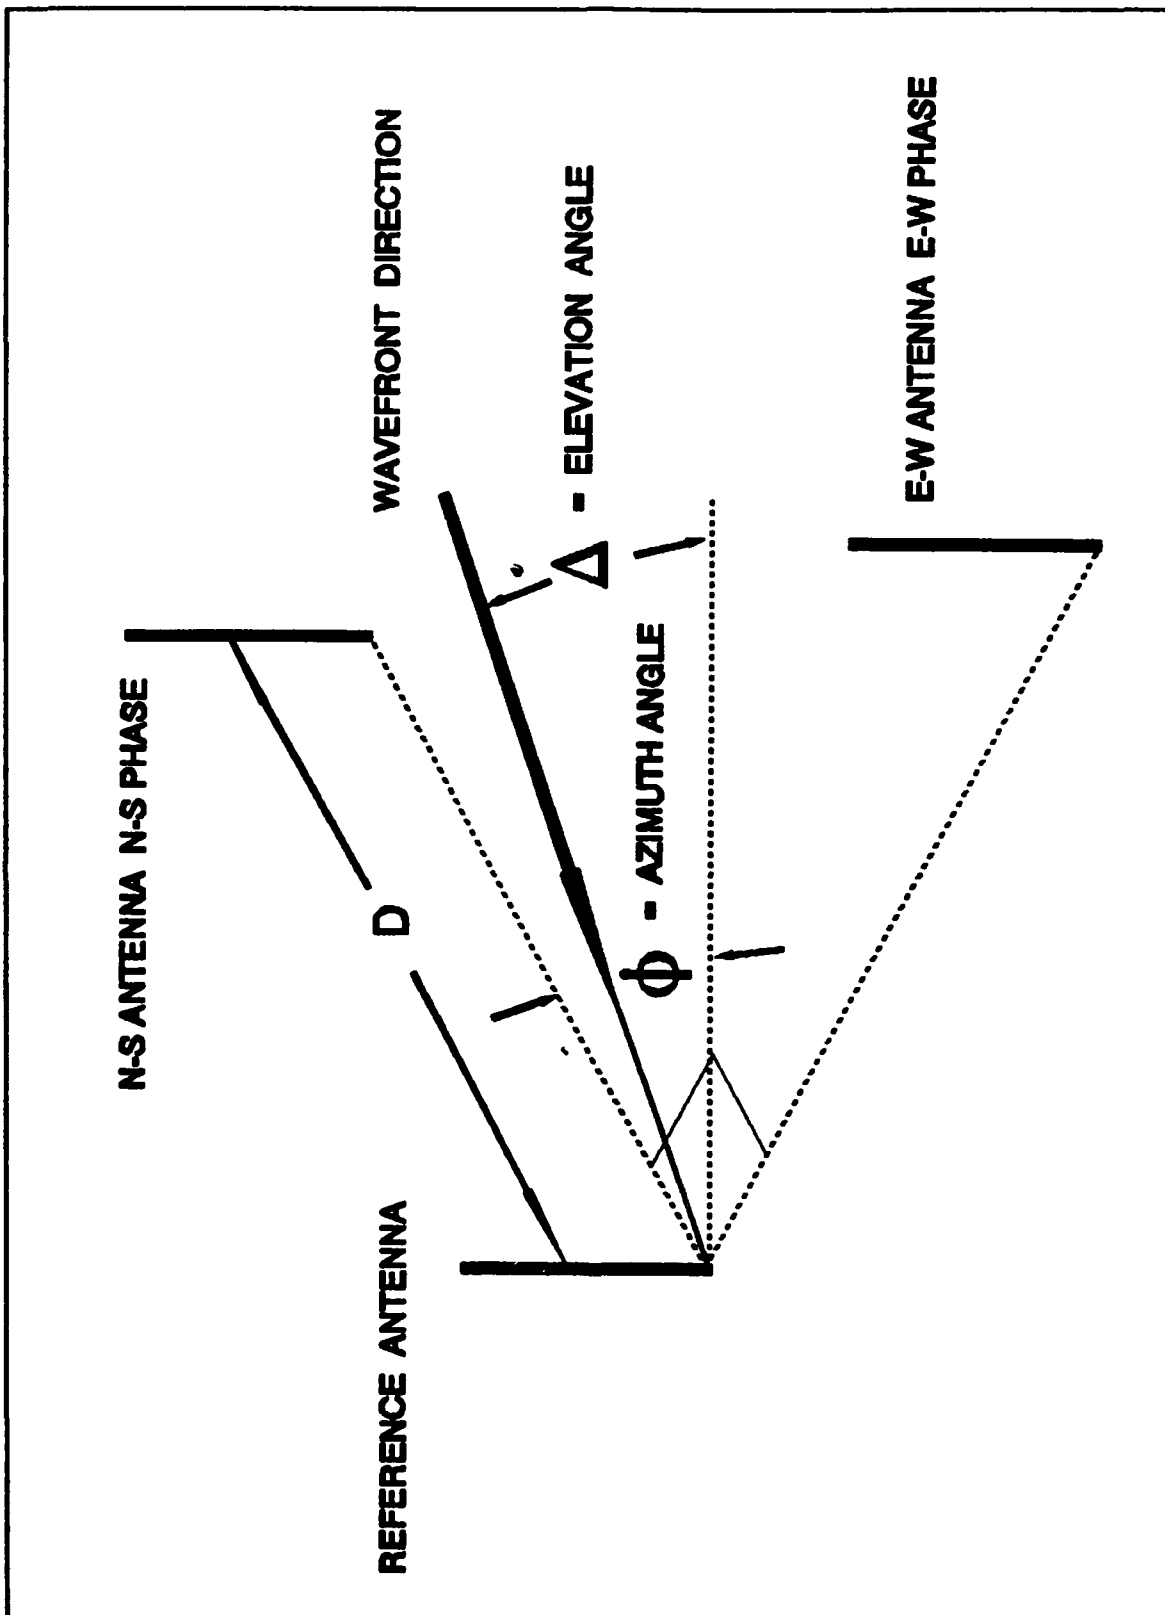 N-S ANTENNA N-S PHASE
REFERENCE ANTENNA
WAVEFRONT DIRECTION
D
Δ = ELEVATION ANGLE
ϕ = AZIMUTH ANGLE
E-W ANTENNA E-W PHASE